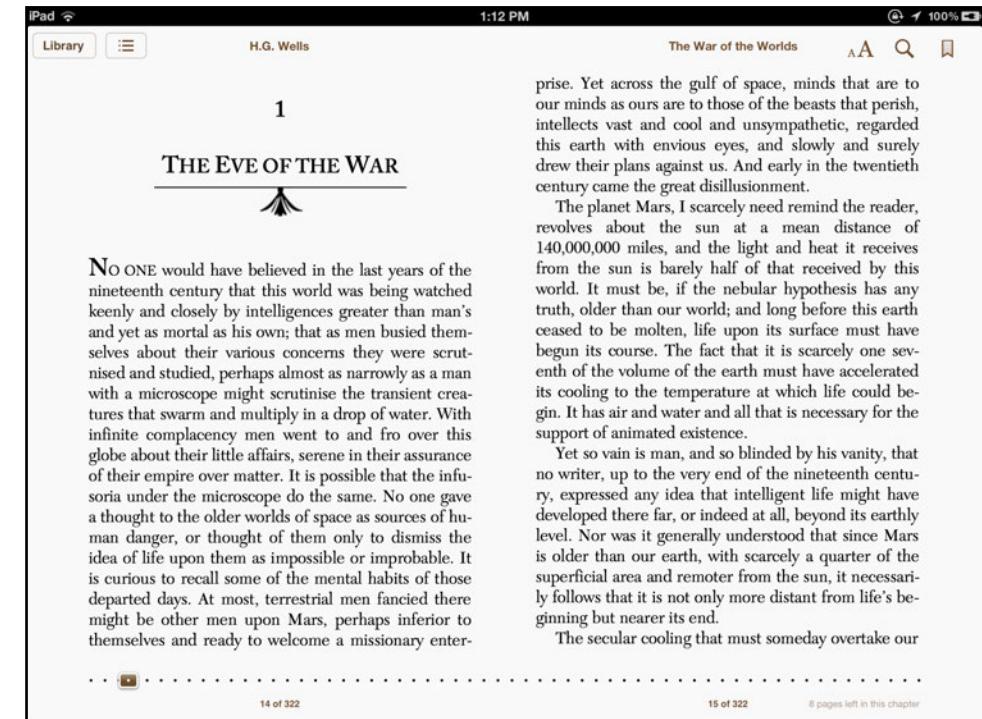 iPad 1:12 PM 100%
Library H.G. Wells The War of the Worlds AA
1
THE EVE OF THE WAR
NO ONE would have believed in the last years of the
nineteenth century that this world was being watched
keenly and closely by intelligences greater than man's
and yet as mortal as his own; that as men busied them-
selves about their various concerns they were scrut-
nised and studied, perhaps almost as narrowly as a man
with a microscope might scrutinise the transient crea-
tures that swarm and multiply in a drop of water. With
infinite complacency men went to and fro over this
globe about their little affairs, serene in their assurance
of their empire over matter. It is possible that the infu-
soria under the microscope do the same. No one gave
a thought to the older worlds of space as sources of hu-
man danger, or thought of them only to dismiss the
idea of life upon them as impossible or improbable. It
is curious to recall some of the mental habits of those
departed days. At most, terrestrial men fancied there
might be other men upon Mars, perhaps inferior to
themselves and ready to welcome a missionary enter-
prise. Yet across the gulf of space, minds that are to
our minds as ours are to those of the beasts that perish,
intellects vast and cool and unsympathetic, regarded
this earth with envious eyes, and slowly and surely
drew their plans against us. And early in the twentieth
century came the great disillusionment.
The planet Mars, I scarcely need remind the reader,
revolves about the sun at a mean distance of
140,000,000 miles, and the light and heat it receives
from the sun is barely half of that received by this
world. It must be, if the nebular hypothesis has any
truth, older than our world; and long before this earth
ceased to be molten, life upon its surface must have
begun its course. The fact that it is scarcely one sev-
enth of the volume of the earth must have accelerated
its cooling to the temperature at which life could be-
gin. It has air and water and all that is necessary for the
support of animated existence.
Yet so vain is man, and so blinded by his vanity, that
no writer, up to the very end of the nineteenth centu-
ry, expressed any idea that intelligent life might have
developed there far, or indeed at all, beyond its earthly
level. Nor was it generally understood that since Mars
is older than our earth, with scarcely a quarter of the
superficial area and remoter from the sun, it necessari-
ly follows that it is not only more distant from life's be-
ginning but nearer its end.
The secular cooling that must someday overtake our
14 of 322 15 of 322 8 pages left in this chapter